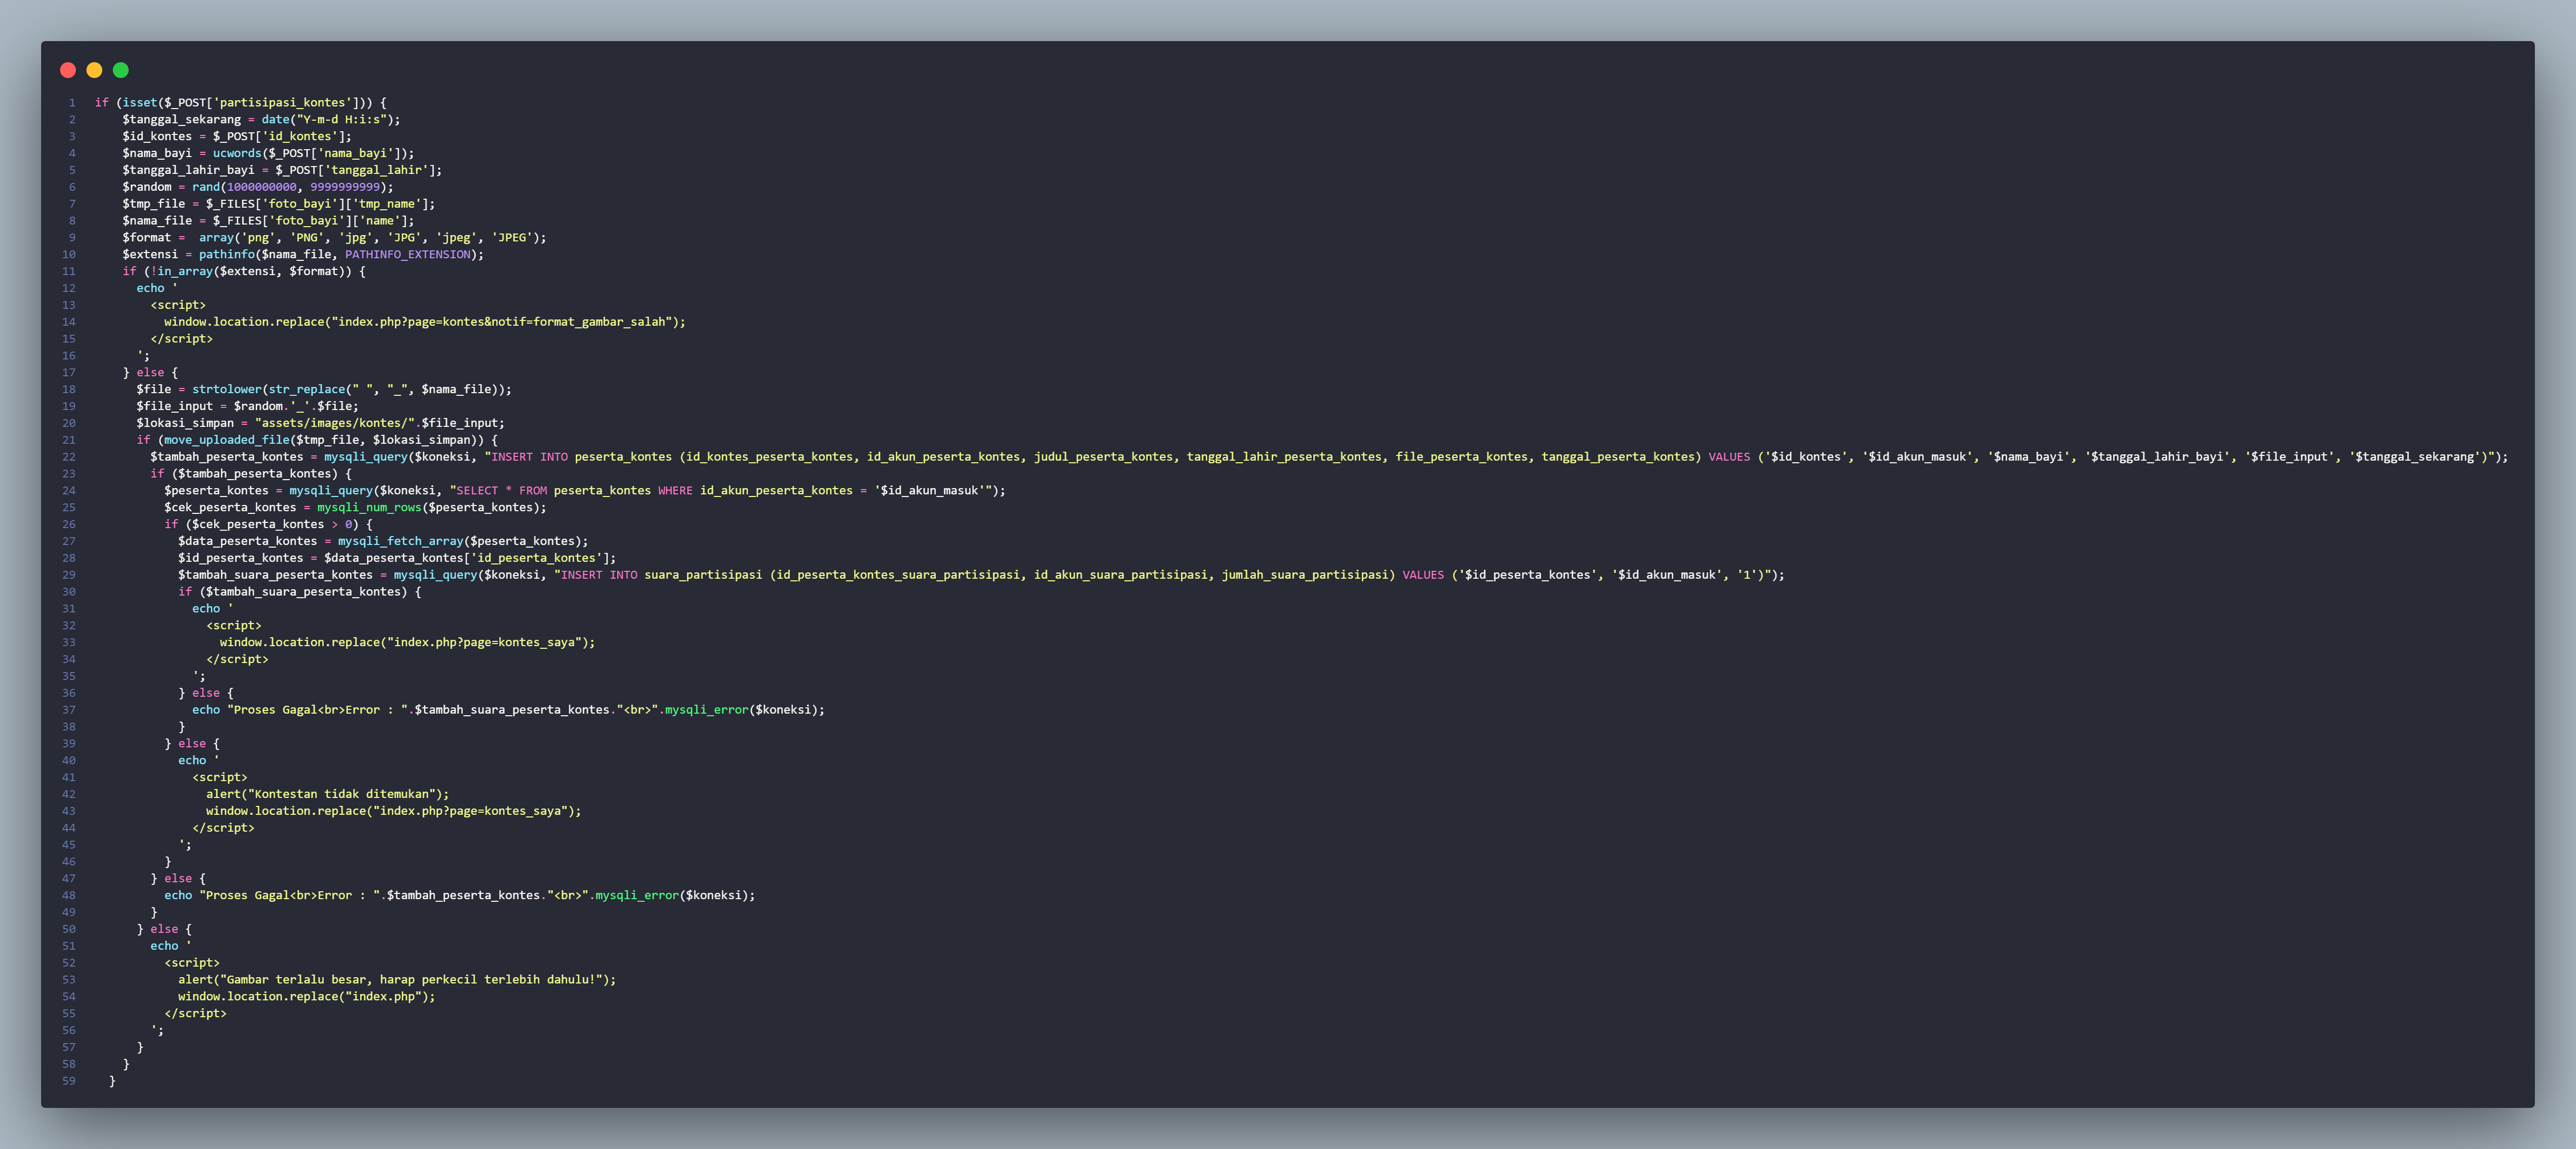 1 if (isset($_POST['partisipasi_kontes'])) {
2 $tanggal_sekarang = date("Y-m-d H:i:s");
3 $id_kontes = $_POST['id_kontes'];
4 $nama_bayi = ucwords($_POST['nama_bayi']);
5 $tanggal_lahir_bayi = $_POST['tanggal_lahir'];
6 $random = rand(1000000000, 9999999999);
7 $tmp_file = $_FILES['foto_bayi']['tmp_name'];
8 $nama_file = $_FILES['foto_bayi']['name'];
9 $format =  array('png', 'PNG', 'jpg', 'JPG', 'jpeg', 'JPEG');
10 $extensi = pathinfo($nama_file, PATHINFO_EXTENSION);
11 if (!in_array($extensi, $format)) {
12 echo '
13 <script>
14 window.location.replace("index.php?page=kontes&notif=format_gambar_salah");
15 </script>
16 ';
17 } else {
18 $file = strtolower(str_replace(" ", "_", $nama_file));
19 $file_input = $random.'_'.$file;
20 $lokasi_simpan = "assets/images/kontes/".$file_input;
21 if (move_uploaded_file($tmp_file, $lokasi_simpan)) {
22 $tambah_peserta_kontes = mysqli_query($koneksi, "INSERT INTO peserta_kontes (id_kontes_peserta_kontes, id_akun_peserta_kontes, judul_peserta_kontes, tanggal_lahir_peserta_kontes, file_peserta_kontes, tanggal_peserta_kontes) VALUES ('$id_kontes', '$id_akun_masuk', '$nama_bayi', '$tanggal_lahir_bayi', '$file_input', '$tanggal_sekarang')");
23 if ($tambah_peserta_kontes) {
24 $peserta_kontes = mysqli_query($koneksi, "SELECT * FROM peserta_kontes WHERE id_akun_peserta_kontes = '$id_akun_masuk'");
25 $cek_peserta_kontes = mysqli_num_rows($peserta_kontes);
26 if ($cek_peserta_kontes > 0) {
27 $data_peserta_kontes = mysqli_fetch_array($peserta_kontes);
28 $id_peserta_kontes = $data_peserta_kontes['id_peserta_kontes'];
29 $tambah_suara_peserta_kontes = mysqli_query($koneksi, "INSERT INTO suara_partisipasi (id_peserta_kontes_suara_partisipasi, id_akun_suara_partisipasi, jumlah_suara_partisipasi) VALUES ('$id_peserta_kontes', '$id_akun_masuk', '1')");
30 if ($tambah_suara_peserta_kontes) {
31 echo '
32 <script>
33 window.location.replace("index.php?page=kontes_saya");
34 </script>
35 ';
36 } else {
37 echo "Proses Gagal<br>Error : ".$tambah_suara_peserta_kontes."<br>".mysqli_error($koneksi);
38 }
39 } else {
40 echo '
41 <script>
42 alert("Kontestan tidak ditemukan");
43 window.location.replace("index.php?page=kontes_saya");
44 </script>
45 ';
46 }
47 } else {
48 echo "Proses Gagal<br>Error : ".$tambah_peserta_kontes."<br>".mysqli_error($koneksi);
49 }
50 } else {
51 echo '
52 <script>
53 alert("Gambar terlalu besar, harap perkecil terlebih dahulu!");
54 window.location.replace("index.php");
55 </script>
56 ';
57 }
58 }
59 }